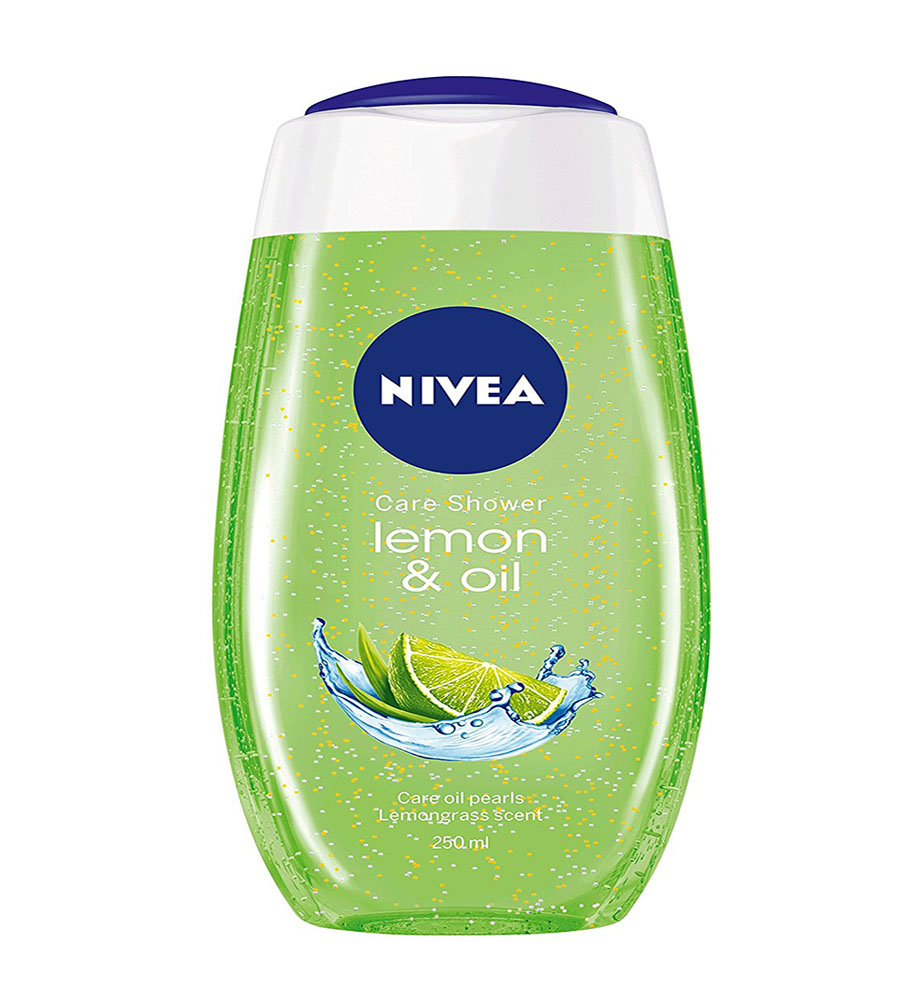 NIVEA
Care Shower
lemon
& oil
Care oil pearls
Lemongrass scent
250 ml